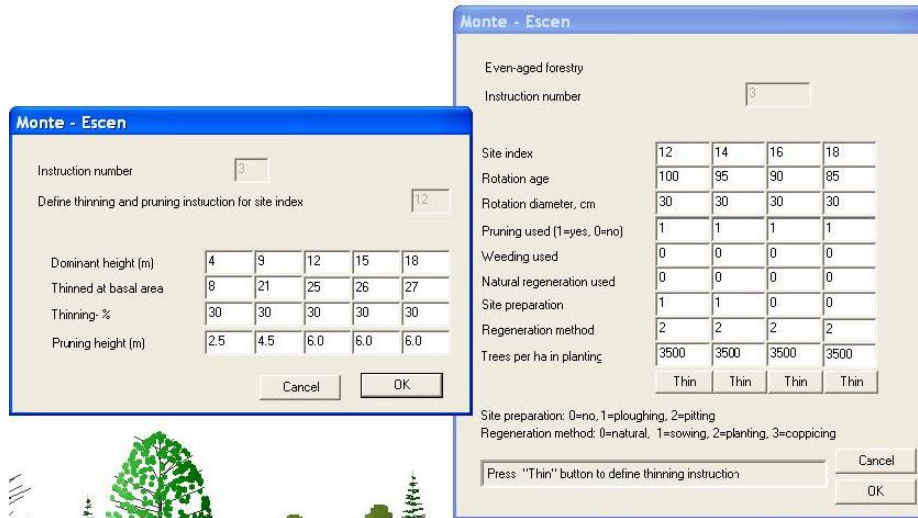 Monte - Escen
Instruction number 3
Define thinning and pruning instruction for site index 12
Dominant height (m) 4 9 12 15 18
Thinned at basal area 8 21 25 26 27
Thinning- % 30 30 30 30 30
Pruning height (m) 2.5 4.5 6.0 6.0 6.0
Cancel OK
Monte - Escen
Even-aged forestry
Instruction number 3
Site index 12 14 16 18
Rotation age 100 95 90 85
Rotation diameter, cm 30 30 30 30
Pruning used (1=yes, 0=no) 1 1 1 1
Weeding used 0 0 0 0
Natural regeneration used 0 0 0 0
Site preparation 1 1 0 0
Regeneration method 2 2 2 2
Trees per ha in planting 3500 3500 3500 3500
Thin Thin Thin Thin
Site preparation: 0=no, 1=ploughing, 2=pitting
Regeneration method: 0=natural, 1=sowing, 2=planting, 3=coppicing
Press "Thin" button to define thinning instruction
Cancel
OK